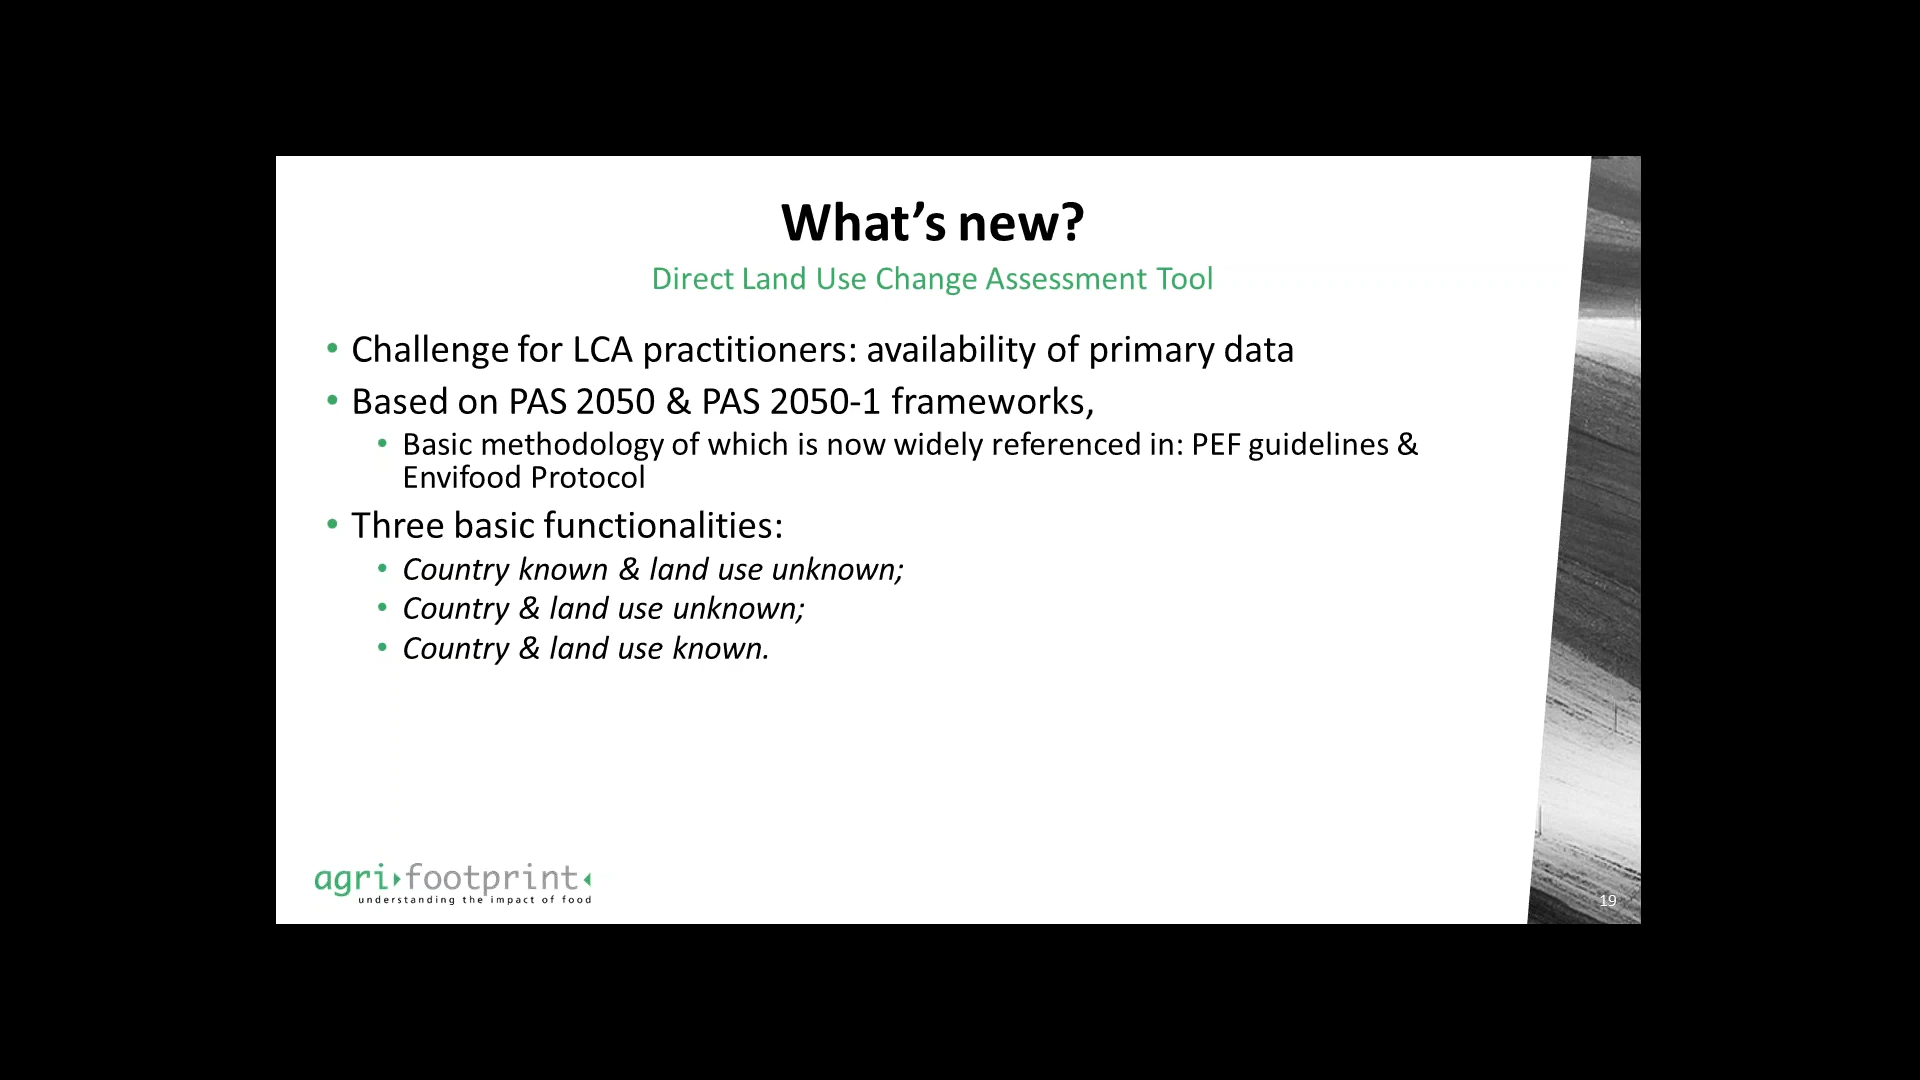 What’s new?
Direct Land Use Change Assessment Tool
• Challenge for LCA practitioners: availability of primary data
• Based on PAS 2050 & PAS 2050-1 frameworks,
• Basic methodology of which is now widely referenced in: PEF guidelines &
Envifood Protocol
• Three basic functionalities:
• Country known & land use unknown;
• Country & land use unknown;
• Country & land use known.
agri footprint
understanding the impact of food
19